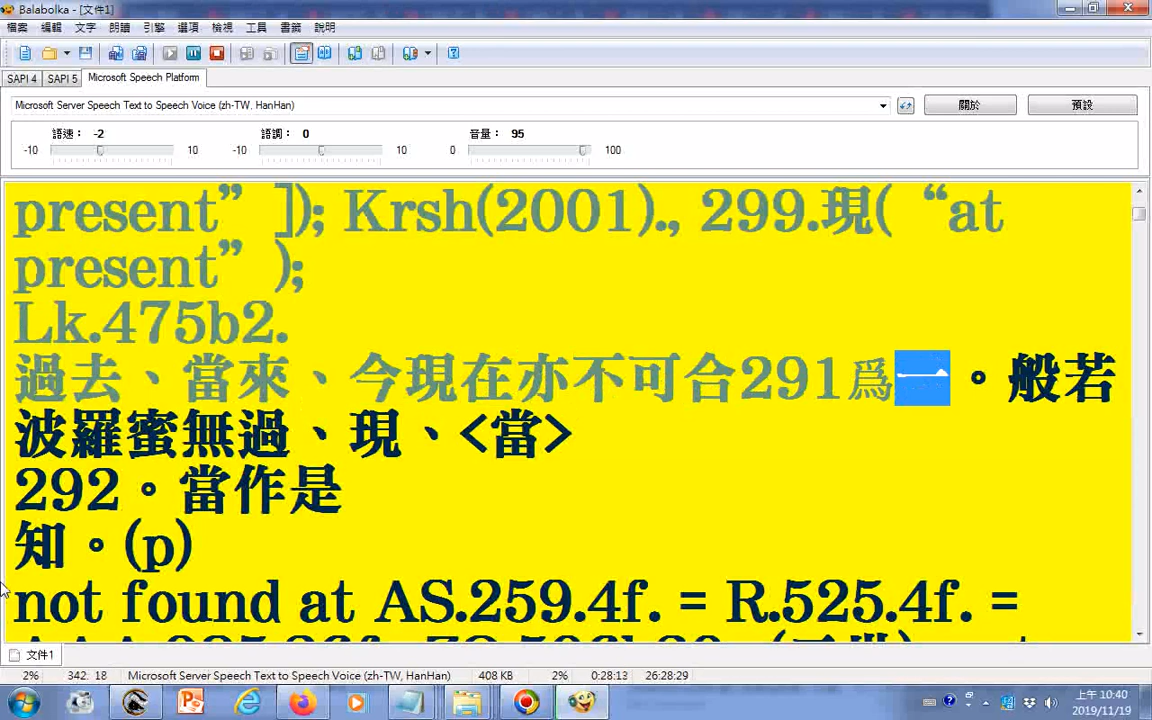 Balabolka - [文件1]
檔案 編輯 文字 朗讀 引擎 選項 檢視 工具 書籤 說明
SAPI 4 SAPI 5 Microsoft Speech Platform
Microsoft Server Speech Text to Speech Voice (zh-TW, HanHan)
關於 預設
語速： -2 語調： 0 音量： 95
-10 10 -10 10 0 100
present”]); Krsh(2001)., 299.現(“at
present”);
Lk.475b2.
過去、當來、今現在亦不可合291爲一。般若
波羅蜜無過、現、<當>
292。當作是
知。(p)
not found at AS.259.4f. = R.525.4f. =
文件1
2% 342: 18 Microsoft Server Speech Text to Speech Voice (zh-TW, HanHan) 408 KB 2% 0:28:13 26:28:29
上午 10:40
2019/11/19